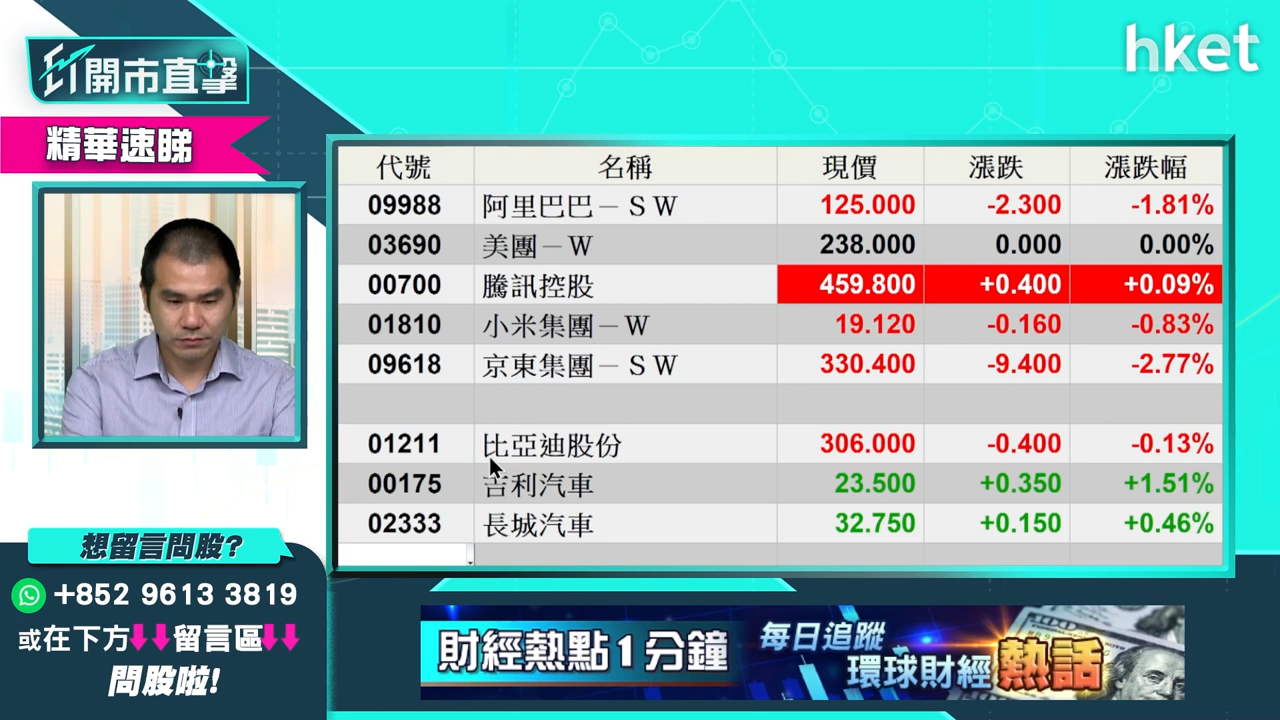 hket
ET開市直擊
精華速睇
代號 名稱 現價 漲跌 漲跌幅
09988 阿里巴巴－ＳＷ 125.000 -2.300 -1.81%
03690 美團－Ｗ 238.000 0.000 0.00%
00700 騰訊控股 459.800 +0.400 +0.09%
01810 小米集團－Ｗ 19.120 -0.160 -0.83%
09618 京東集團－ＳＷ 330.400 -9.400 -2.77%
01211 比亞迪股份 306.000 -0.400 -0.13%
00175 吉利汽車 23.500 +0.350 +1.51%
02333 長城汽車 32.750 +0.150 +0.46%
想留言問股?
+852 9613 3819
或在下方留言區
問股啦!
財經熱點1分鐘
每日追蹤
環球財經熱話